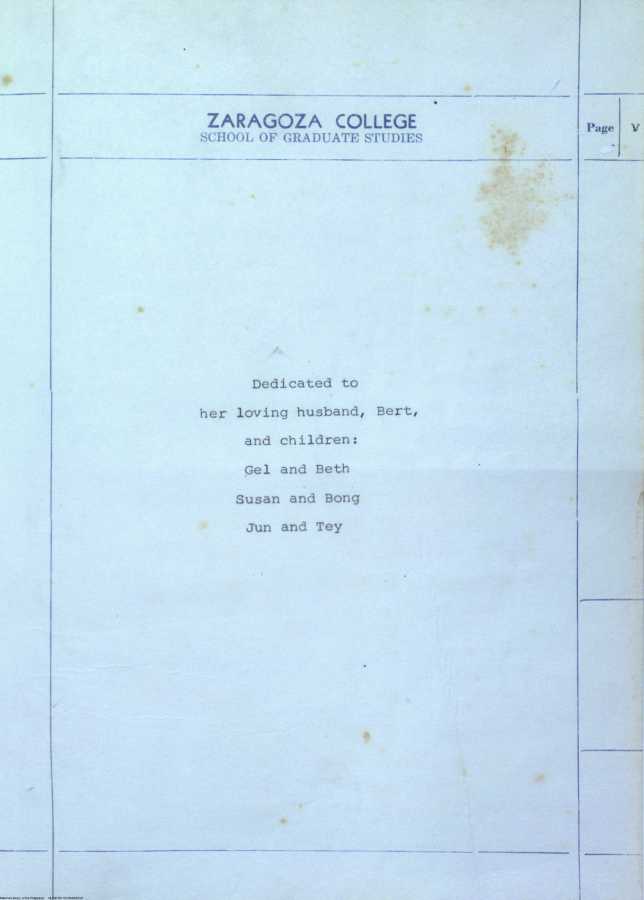 ZARAGOZA COLLEGE
SCHOOL OF GRADUATE STUDIES
Page V
Dedicated to
her loving husband, Bert,
and children:
Gel and Beth
Susan and Bong
Jun and Tey